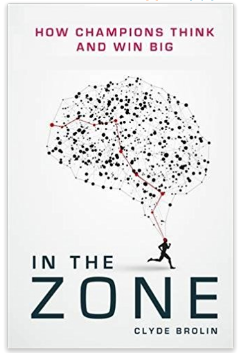 HOW CHAMPIONS THINK
AND WIN BIG
IN THE
ZONE
CLYDE BROLIN